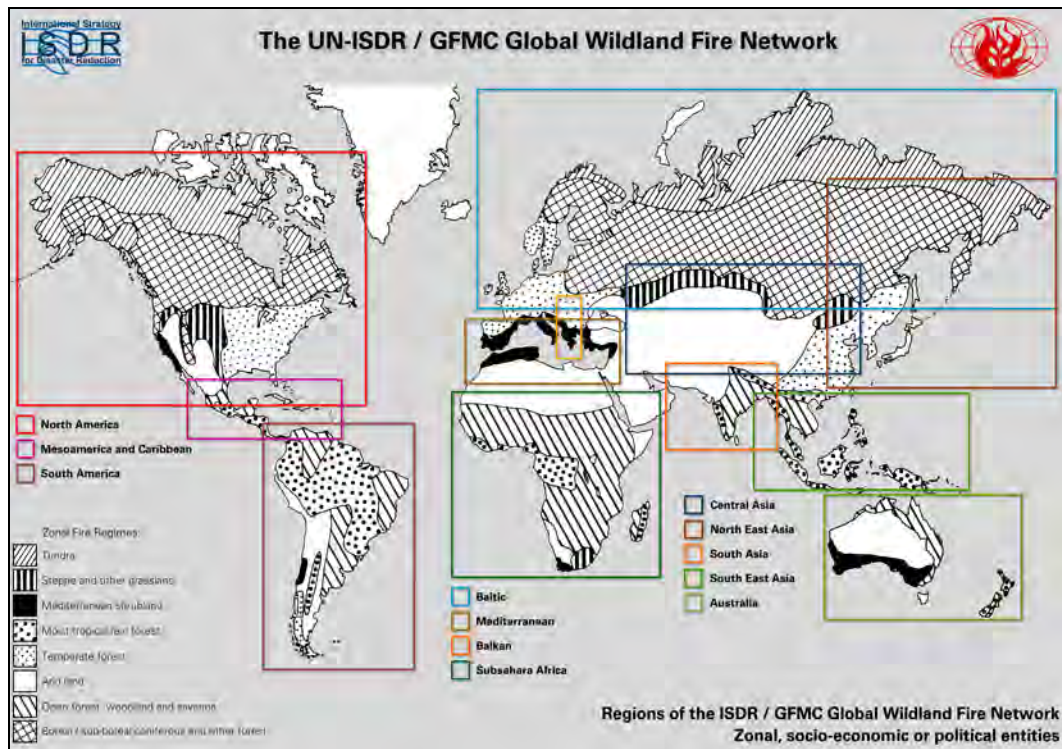 International Strategy
ISDR
for Disaster Reduction
The UN-ISDR / GFMC Global Wildland Fire Network
North America
Mesoamerica and Caribbean
South America
Zonal Fire Regimes:
Tundra
Steppe and other grassland
Mediterranean shrubland
Moist tropical rain forest
Temperate forest
Arid land
Open forest, woodland and savanna
Boreal / sub-boreal coniferous and other forest
Baltic
Mediterranean
Balkan
Subsahara Africa
Central Asia
North East Asia
South Asia
South East Asia
Australia
Regions of the ISDR / GFMC Global Wildland Fire Network
Zonal, socio-economic or political entities